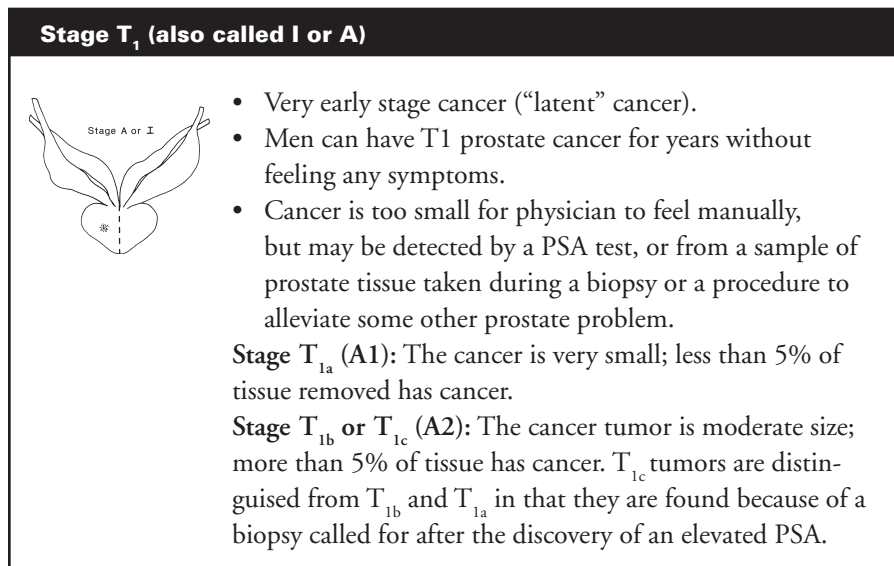 Stage T1 (also called I or A)
Stage A or I
• Very early stage cancer (“latent” cancer).
• Men can have T1 prostate cancer for years without
feeling any symptoms.
• Cancer is too small for physician to feel manually,
but may be detected by a PSA test, or from a sample of
prostate tissue taken during a biopsy or a procedure to
alleviate some other prostate problem.
Stage T1a (A1): The cancer is very small; less than 5% of
tissue removed has cancer.
Stage T1b or T1c (A2): The cancer tumor is moderate size;
more than 5% of tissue has cancer. T1c tumors are distin-
guised from T1b and T1a in that they are found because of a
biopsy called for after the discovery of an elevated PSA.